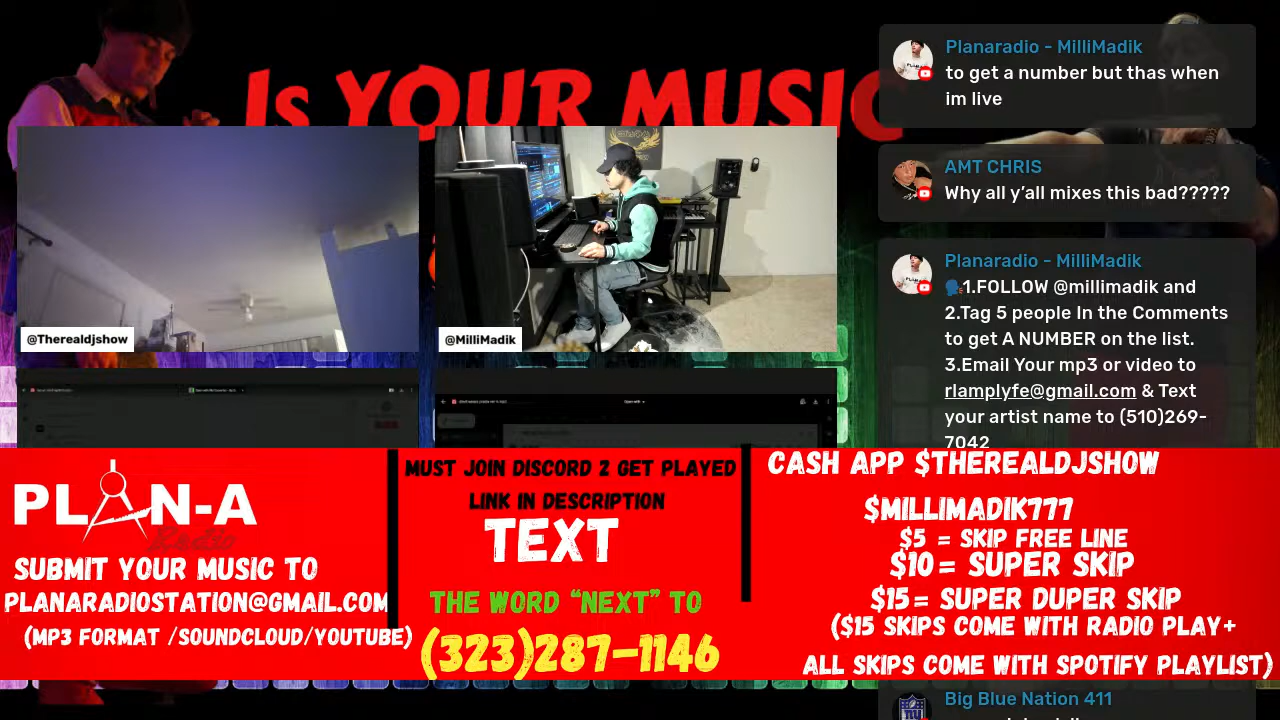 Is YOUR MUSIC
@Therealdjshow
@MilliMadik
Planaradio - MilliMadik
to get a number but thas when
im live
AMT CHRIS
Why all y'all mixes this bad?????
Planaradio - MilliMadik
🗣1.FOLLOW @millimadik and
2.Tag 5 people In the Comments
to get A NUMBER on the list.
3.Email Your mp3 or video to
rlamplyfe@gmail.com & Text
your artist name to (510)269-
7042
PLAN-A
Radio
SUBMIT YOUR MUSIC TO
PLANARADIOSTATION@GMAIL.COM
(MP3 FORMAT /SOUNDCLOUD/YOUTUBE)
MUST JOIN DISCORD 2 GET PLAYED
LINK IN DESCRIPTION
TEXT
THE WORD "NEXT" TO
(323)287-1146
CASH APP $THEREALDJSHOW
$MILLIMADIK777
$5 = SKIP FREE LINE
$10 = SUPER SKIP
$15 = SUPER DUPER SKIP
($15 SKIPS COME WITH RADIO PLAY+
ALL SKIPS COME WITH SPOTIFY PLAYLIST)
Big Blue Nation 411